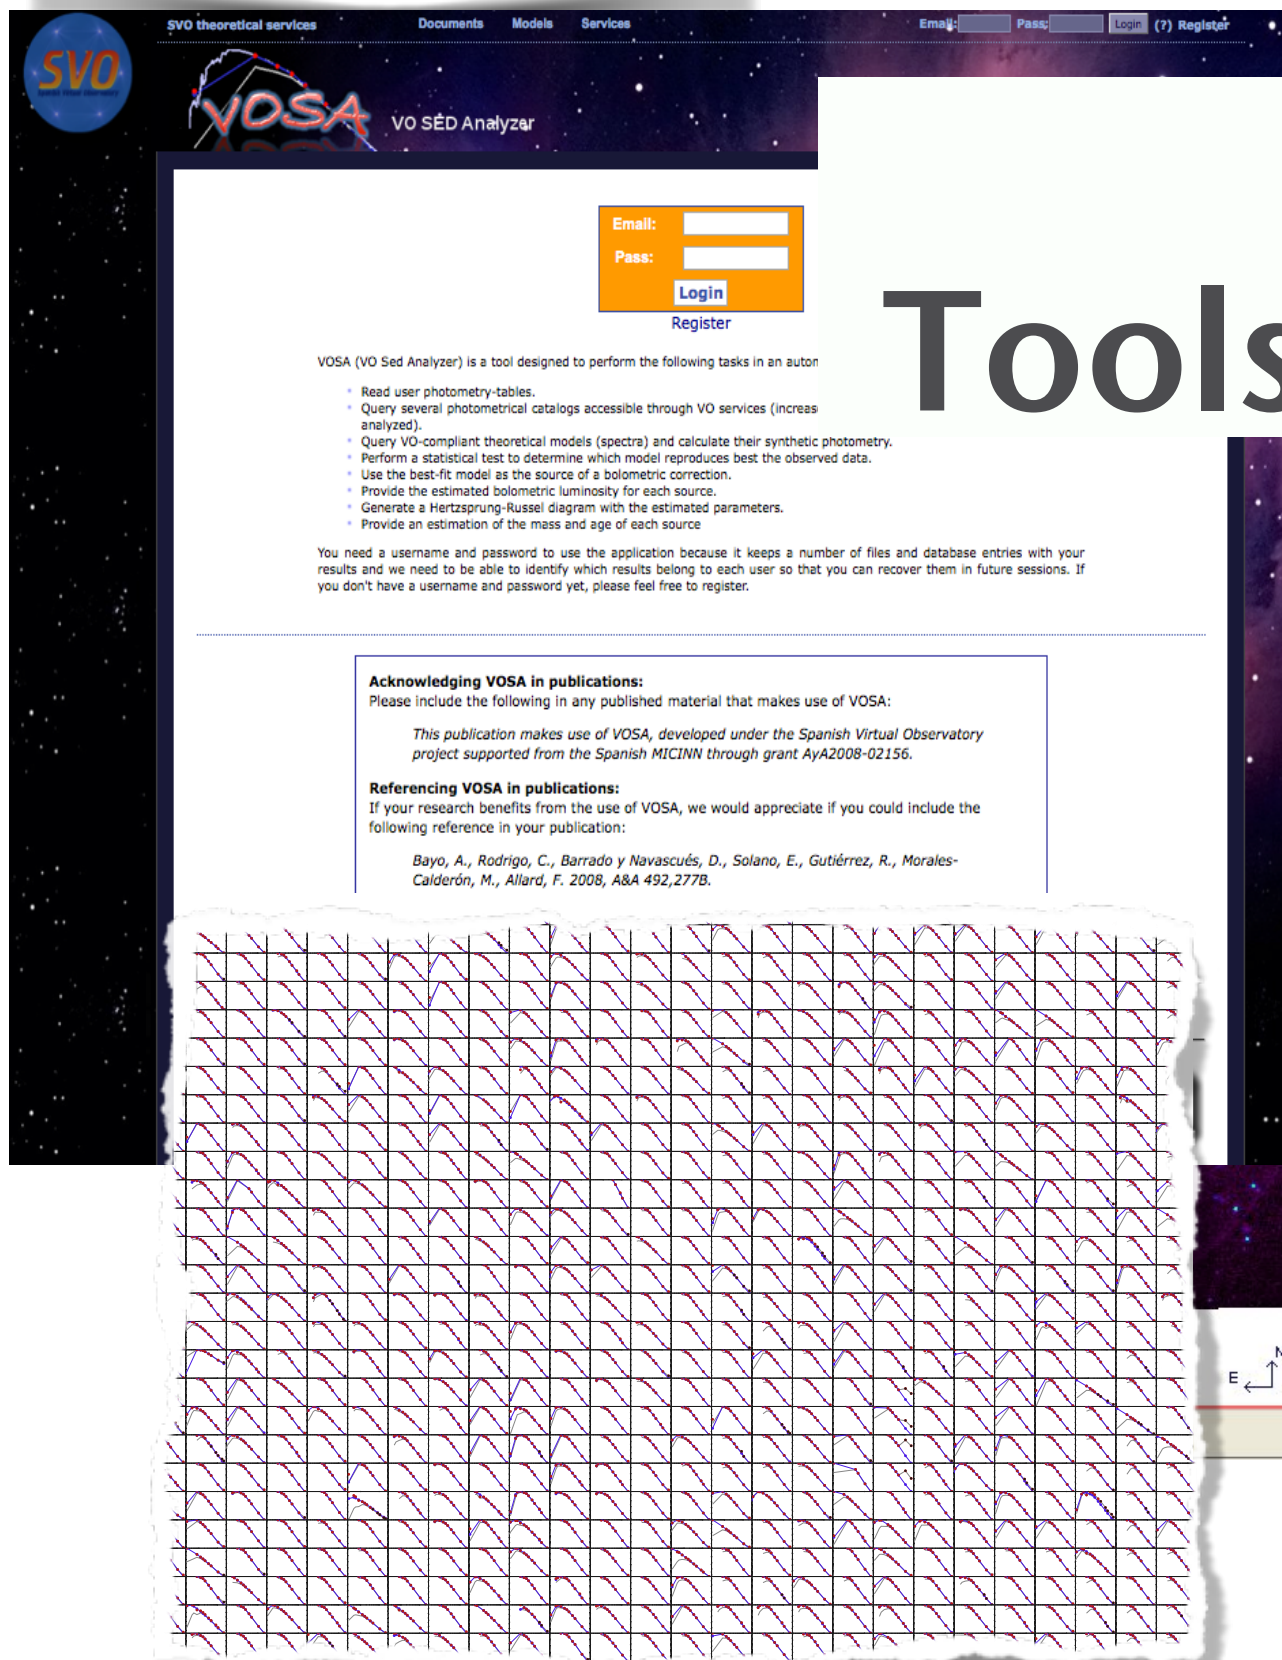 SVO theoretical services Documents Models Services Email: Pass: Login (?) Register
SVO
VOSA VO SED Analyzer
Email:
Pass:
Login
Register
Tools
VOSA (VO Sed Analyzer) is a tool designed to perform the following tasks in an
Read user photometry-tables.
Query several photometrical catalogs accessible through VO services
analyzed).
Query VO-compliant theoretical models (spectra) and calculate their synthetic photometry.
Perform a statistical test to determine which model reproduces best the observed data.
Use the best-fit model as the source of a bolometric correction.
Provide the estimated bolometric luminosity for each source.
Generate a Hertzsprung-Russel diagram with the estimated parameters.
Provide an estimation of the mass and age of each source
You need a username and password to use the application because it keeps a number of files and database entries with your
results and we need to be able to identify which results belong to each user so that you can recover them in future sessions. If
you don't have a username and password yet, please feel free to register.
Acknowledging VOSA in publications:
Please include the following in any published material that makes use of VOSA:
This publication makes use of VOSA, developed under the Spanish Virtual Observatory
project supported from the Spanish MICINN through grant AyA2008-02156.
Referencing VOSA in publications:
If your research benefits from the use of VOSA, we would appreciate if you could include the
following reference in your publication:
Bayo, A., Rodrigo, C., Barrado y Navascués, D., Solano, E., Gutiérrez, R., Morales-
Calderón, M., Allard, F. 2008, A&A 492,277B.
N
E